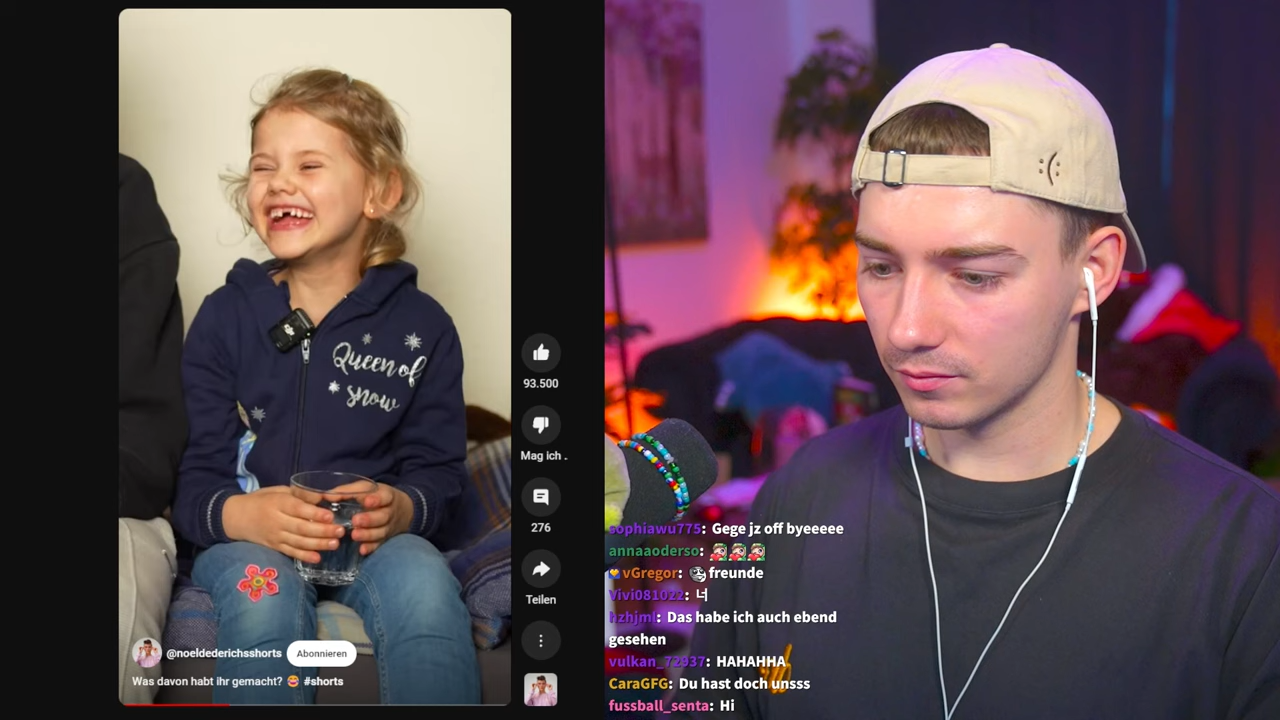 Queen of
snow
93.500
Mag ich .
276
Teilen
@noeldederichsshorts
Abonnieren
Was davon habt ihr gemacht? 😂 #shorts
sophiawu775: Gege jz off byeeeee
annaaoderso:
vGregor: freunde
Vivi081022: 너
hzhjml: Das habe ich auch ebend
gesehen
vulkan_72937: HAHAHHA
CaraGFG: Du hast doch unsss
fussball_senta: Hi